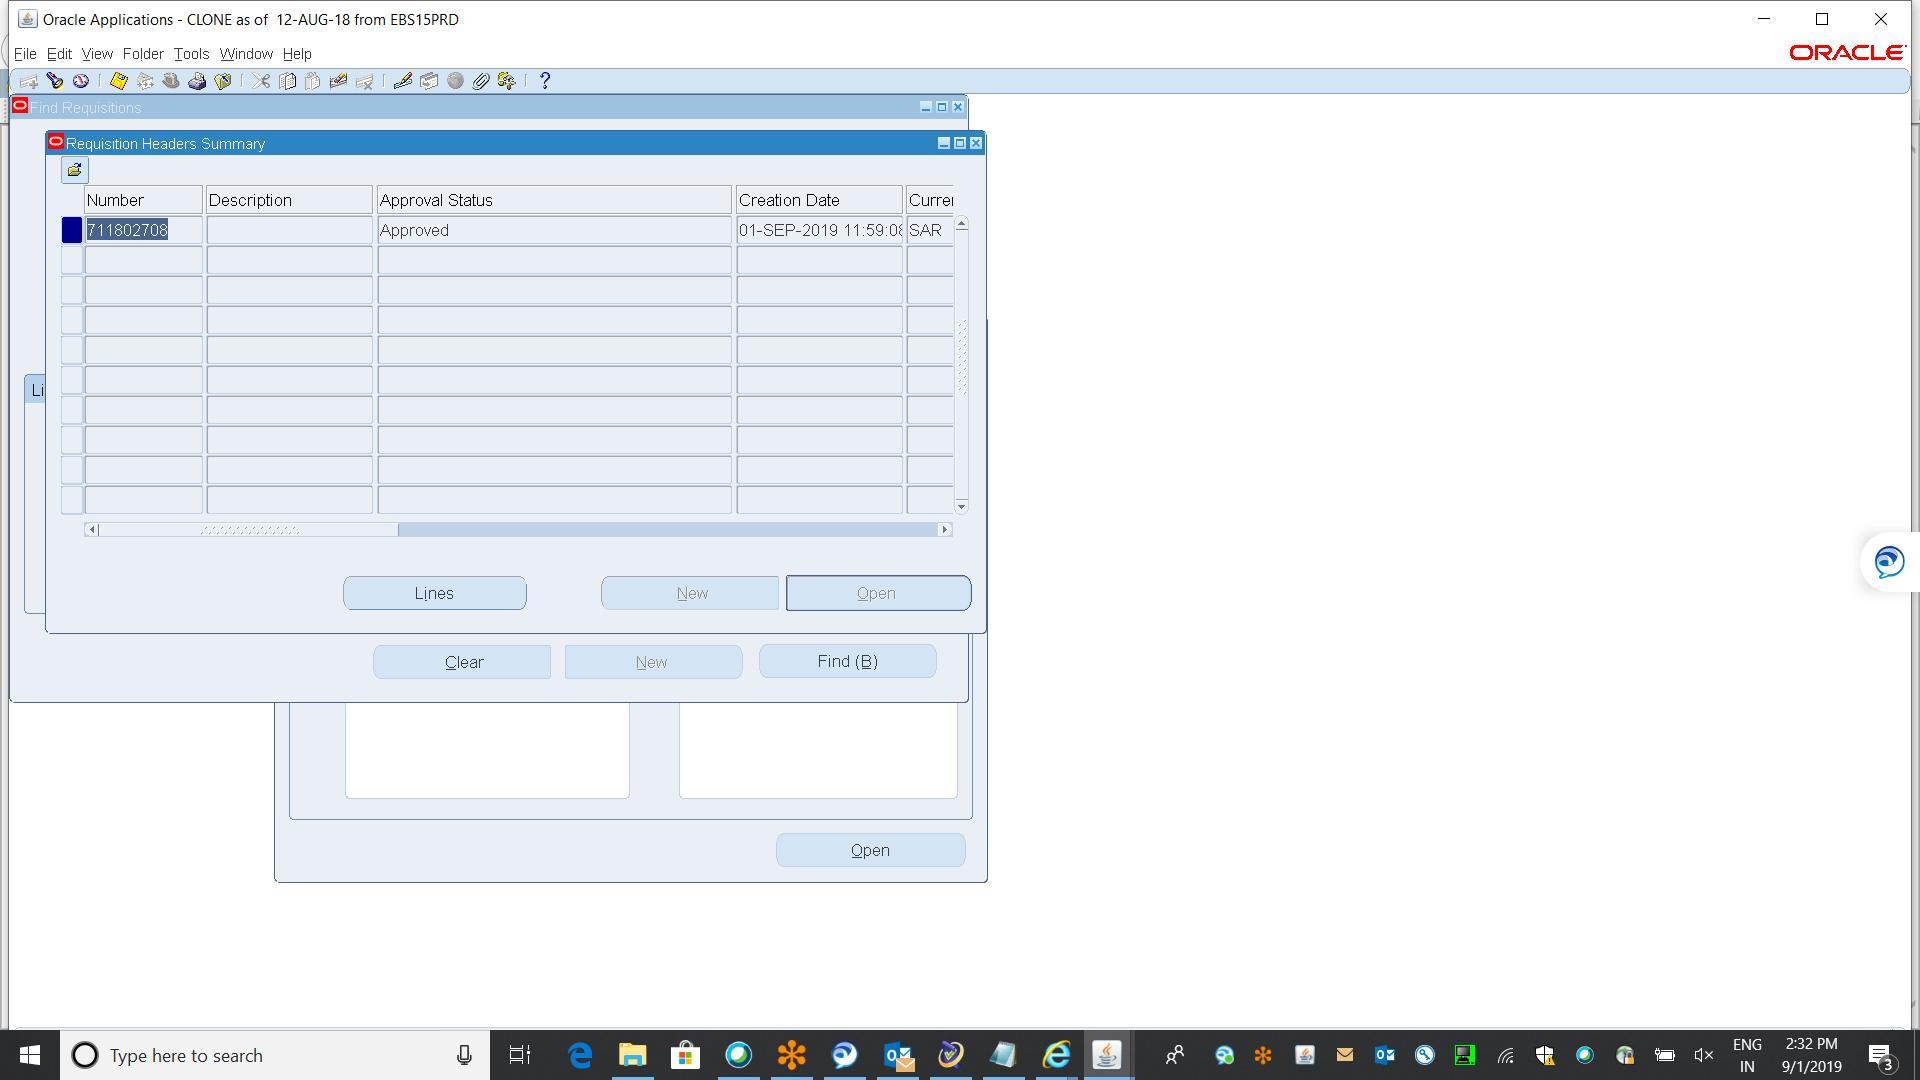 Oracle Applications - CLONE as of  12-AUG-18 from EBS15PRD
File Edit View Folder Tools Window Help
ORACLE
Find Requisitions
Requisition Headers Summary
Number Description Approval Status Creation Date Curre
711802708 Approved 01-SEP-2019 11:59:08 SAR
Li
Lines New Open
Clear New Find (B)
Open
Type here to search
ENG
IN
2:32 PM
9/1/2019
3